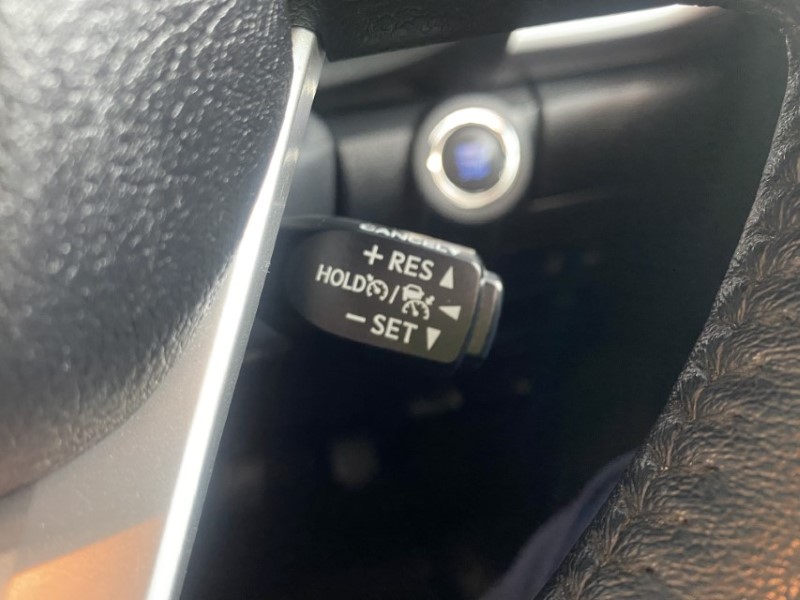 CANCEL
+ RES
HOLD /
− SET